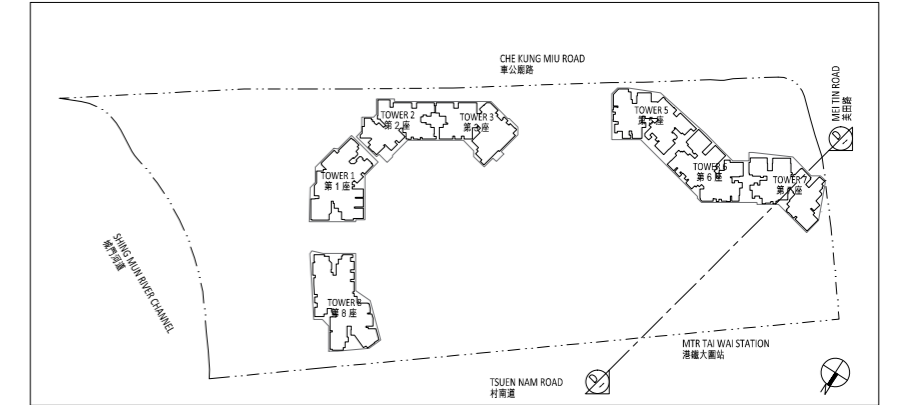 CHE KUNG MIU ROAD
車公廟路
MEI TIN ROAD
美田路
TOWER 5
第 5 座
TOWER 2
第 2 座
TOWER 3
第 3 座
TOWER 6
第 6 座
TOWER 1
第 1 座
TOWER 7
第 7 座
SHING MUN RIVER CHANNEL
城門河道
TOWER 8
第 8 座
MTR TAI WAI STATION
港鐵大圍站
TSUEN NAM ROAD
村南道